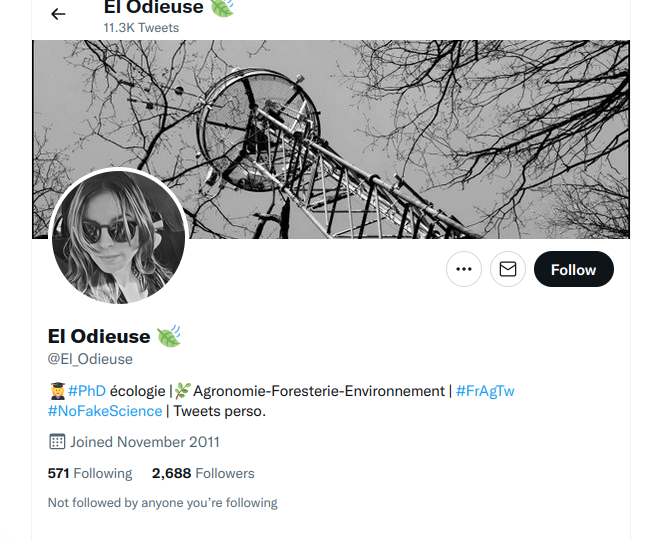 El Odieuse 🍃
11.3K Tweets
Follow
El Odieuse 🍃
@El_Odieuse
👩‍🎓#PhD écologie |🌿Agronomie-Foresterie-Environnement | #FrAgTw
#NoFakeScience | Tweets perso.
Joined November 2011
571 Following 2,688 Followers
Not followed by anyone you’re following